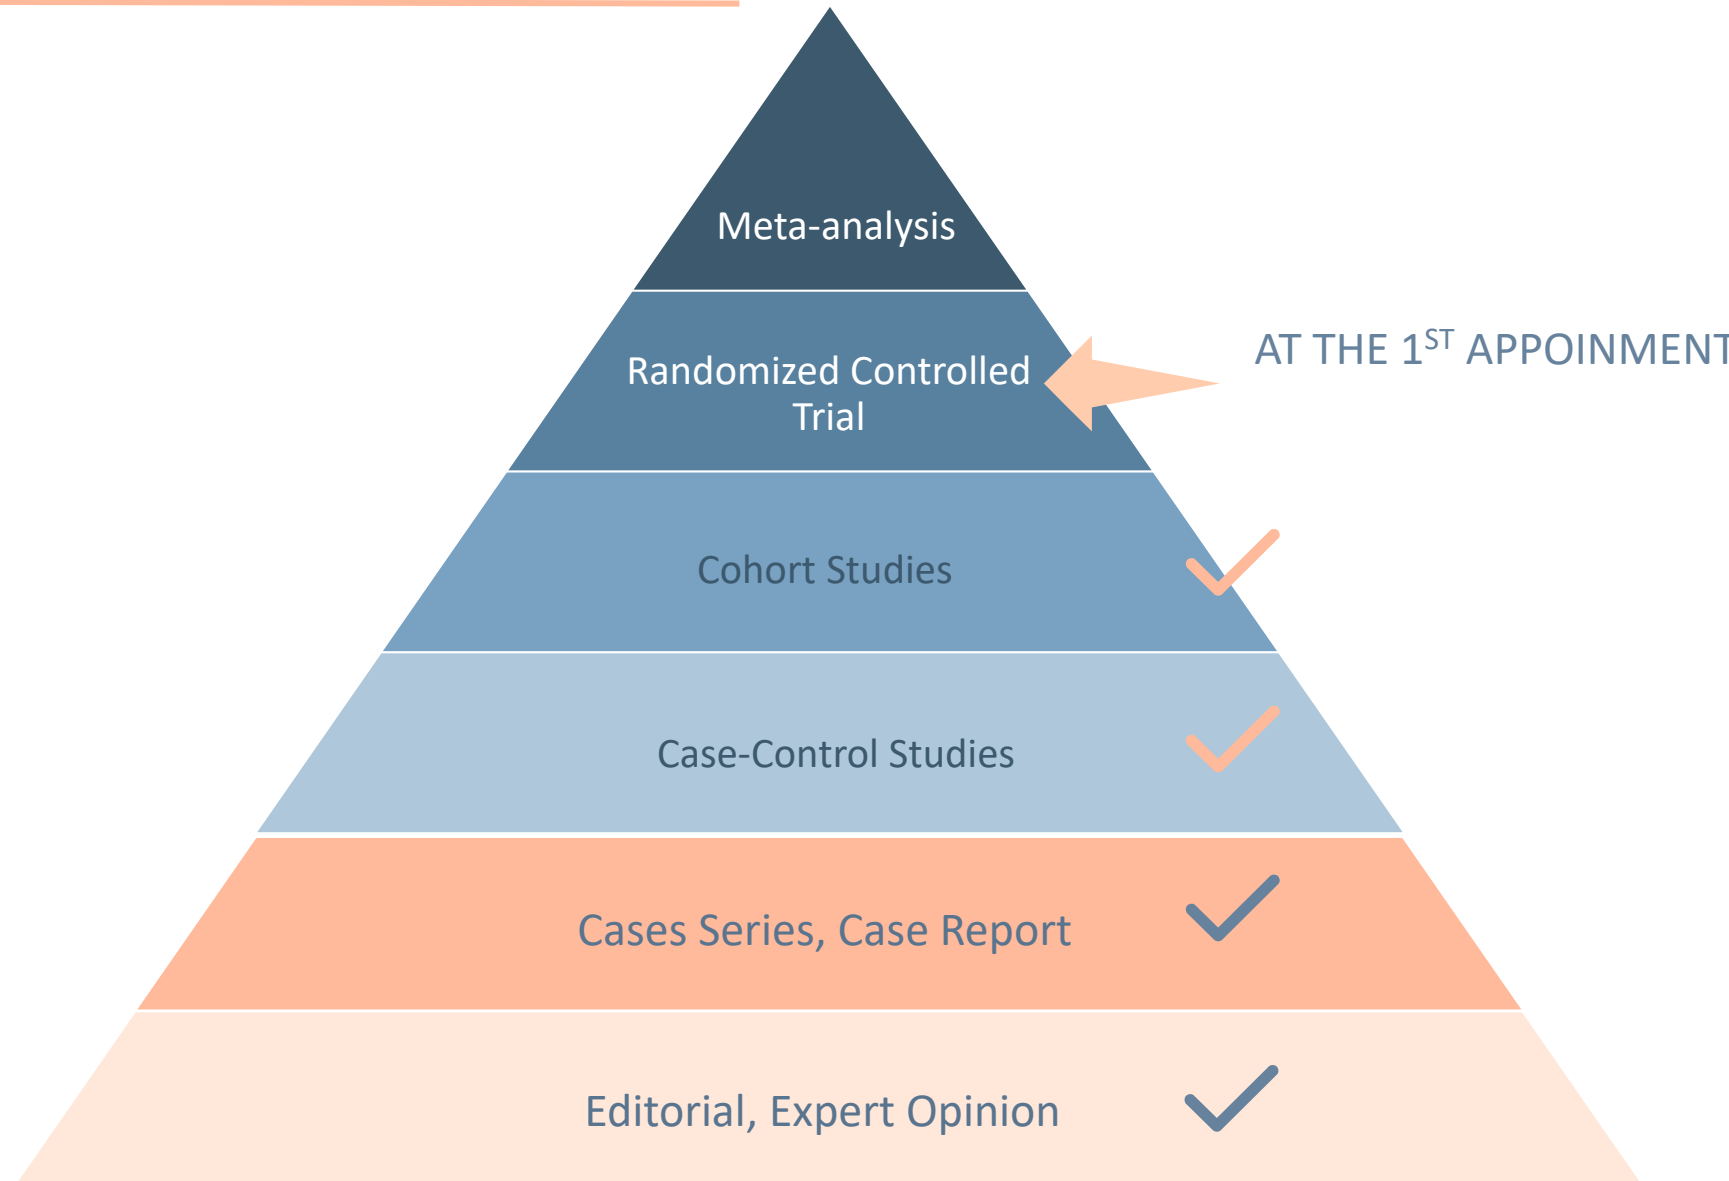 Meta-analysis
Randomized Controlled
Trial
AT THE 1ST APPOINMENT
Cohort Studies
Case-Control Studies
Cases Series, Case Report
Editorial, Expert Opinion